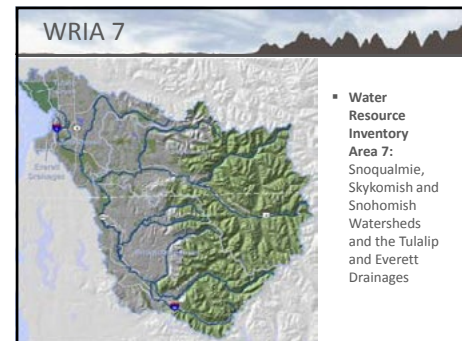 WRIA 7
▪ Water
Resource
Inventory
Area 7:
Snoqualmie,
Skykomish and
Snohomish
Watersheds
and the Tulalip
and Everett
Drainages
Everett
Drainages